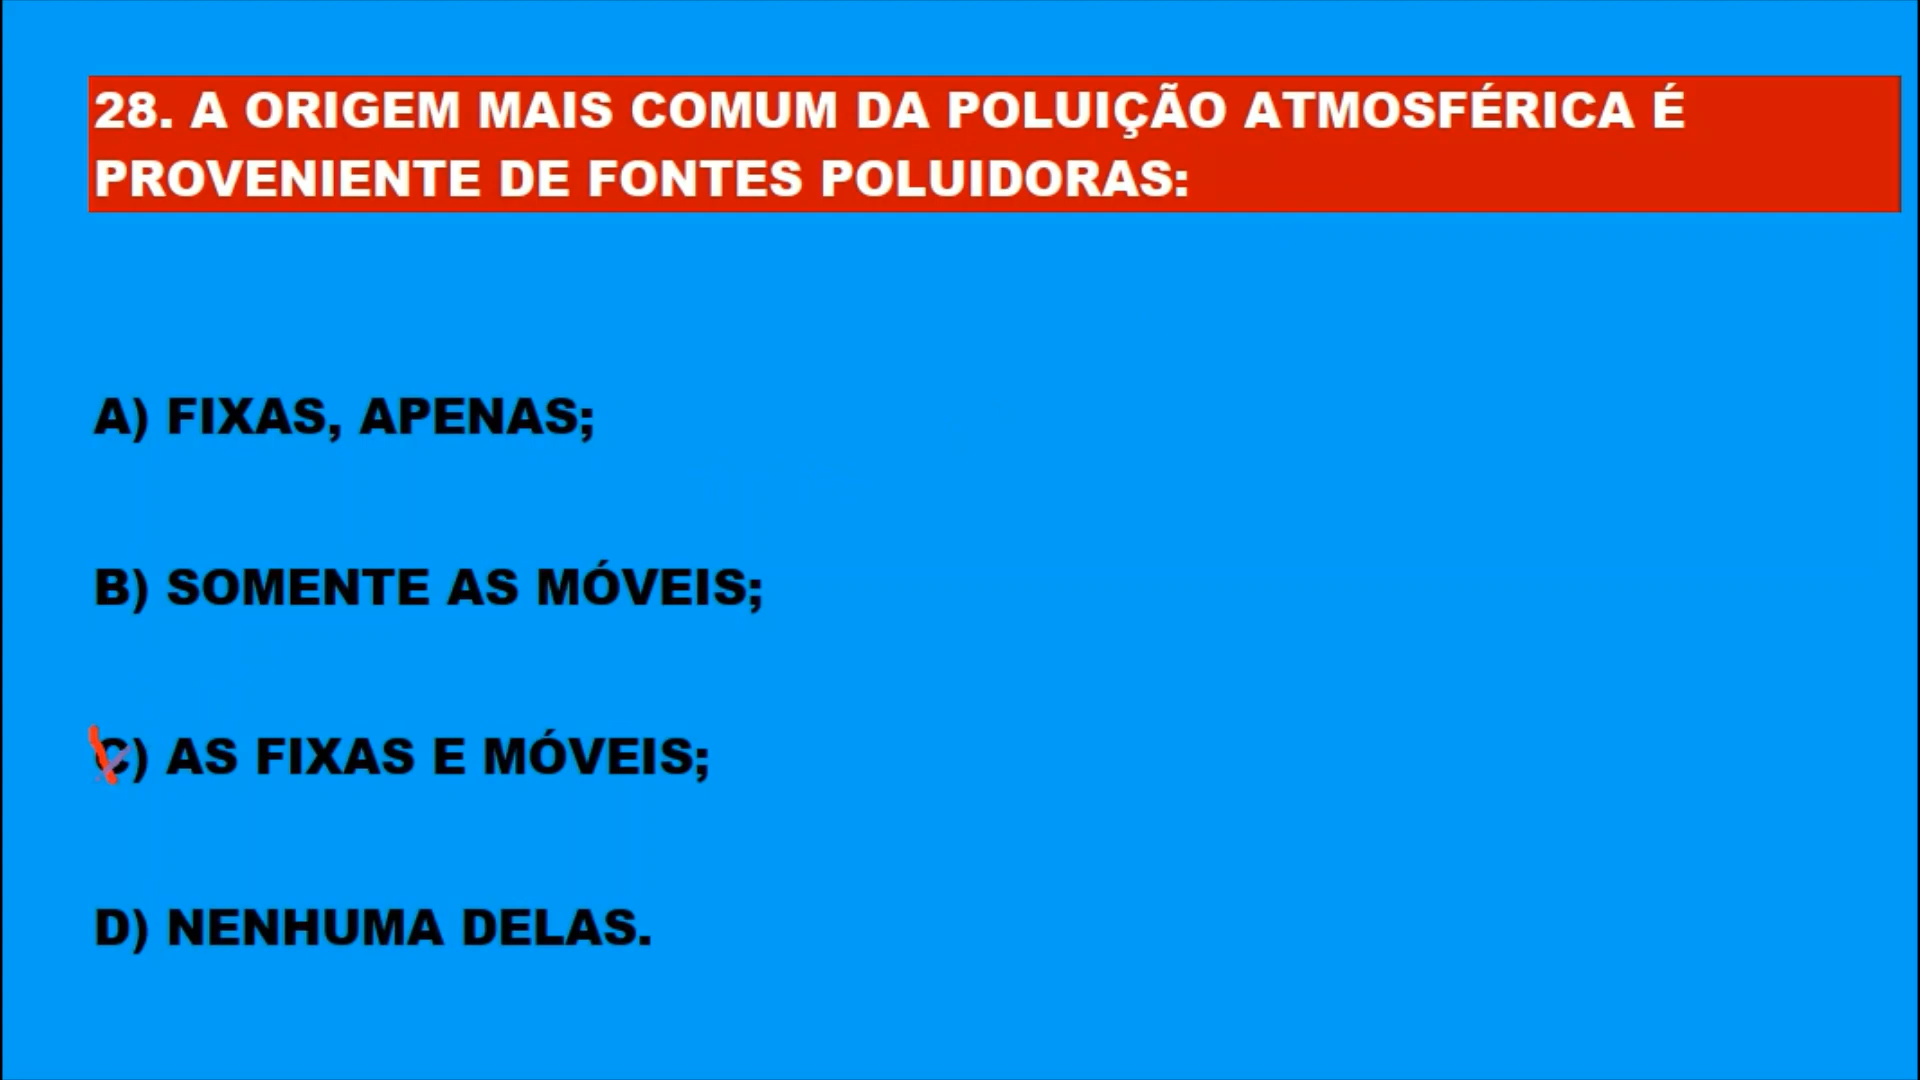 28. A ORIGEM MAIS COMUM DA POLUIÇÃO ATMOSFÉRICA É
PROVENIENTE DE FONTES POLUIDORAS:
A) FIXAS, APENAS;
B) SOMENTE AS MÓVEIS;
C) AS FIXAS E MÓVEIS;
D) NENHUMA DELAS.